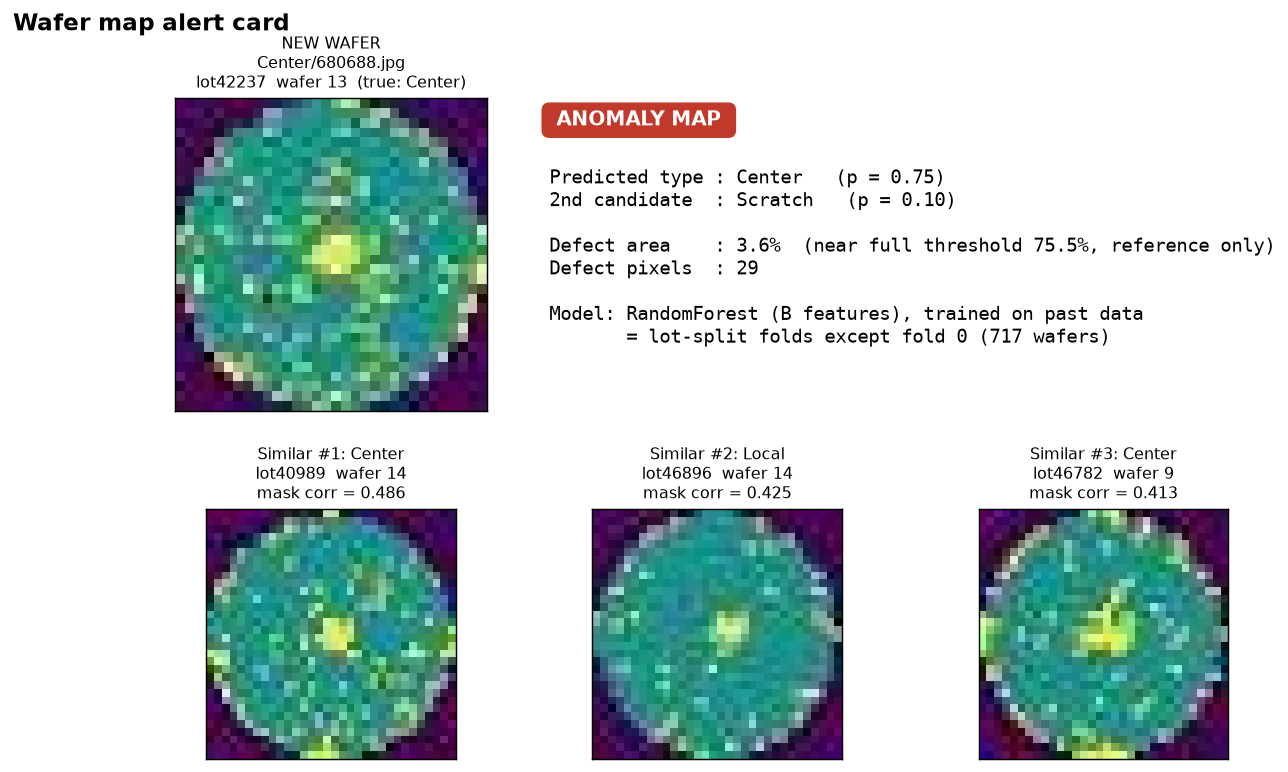 Wafer map alert card
NEW WAFER
Center/680688.jpg
lot42237  wafer 13  (true: Center)
ANOMALY MAP
Predicted type : Center   (p = 0.75)
2nd candidate  : Scratch   (p = 0.10)
Defect area    : 3.6%  (near full threshold 75.5%, reference only)
Defect pixels  : 29
Model: RandomForest (B features), trained on past data
= lot-split folds except fold 0 (717 wafers)
Similar #1: Center
lot40989  wafer 14
mask corr = 0.486
Similar #2: Local
lot46896  wafer 14
mask corr = 0.425
Similar #3: Center
lot46782  wafer 9
mask corr = 0.413